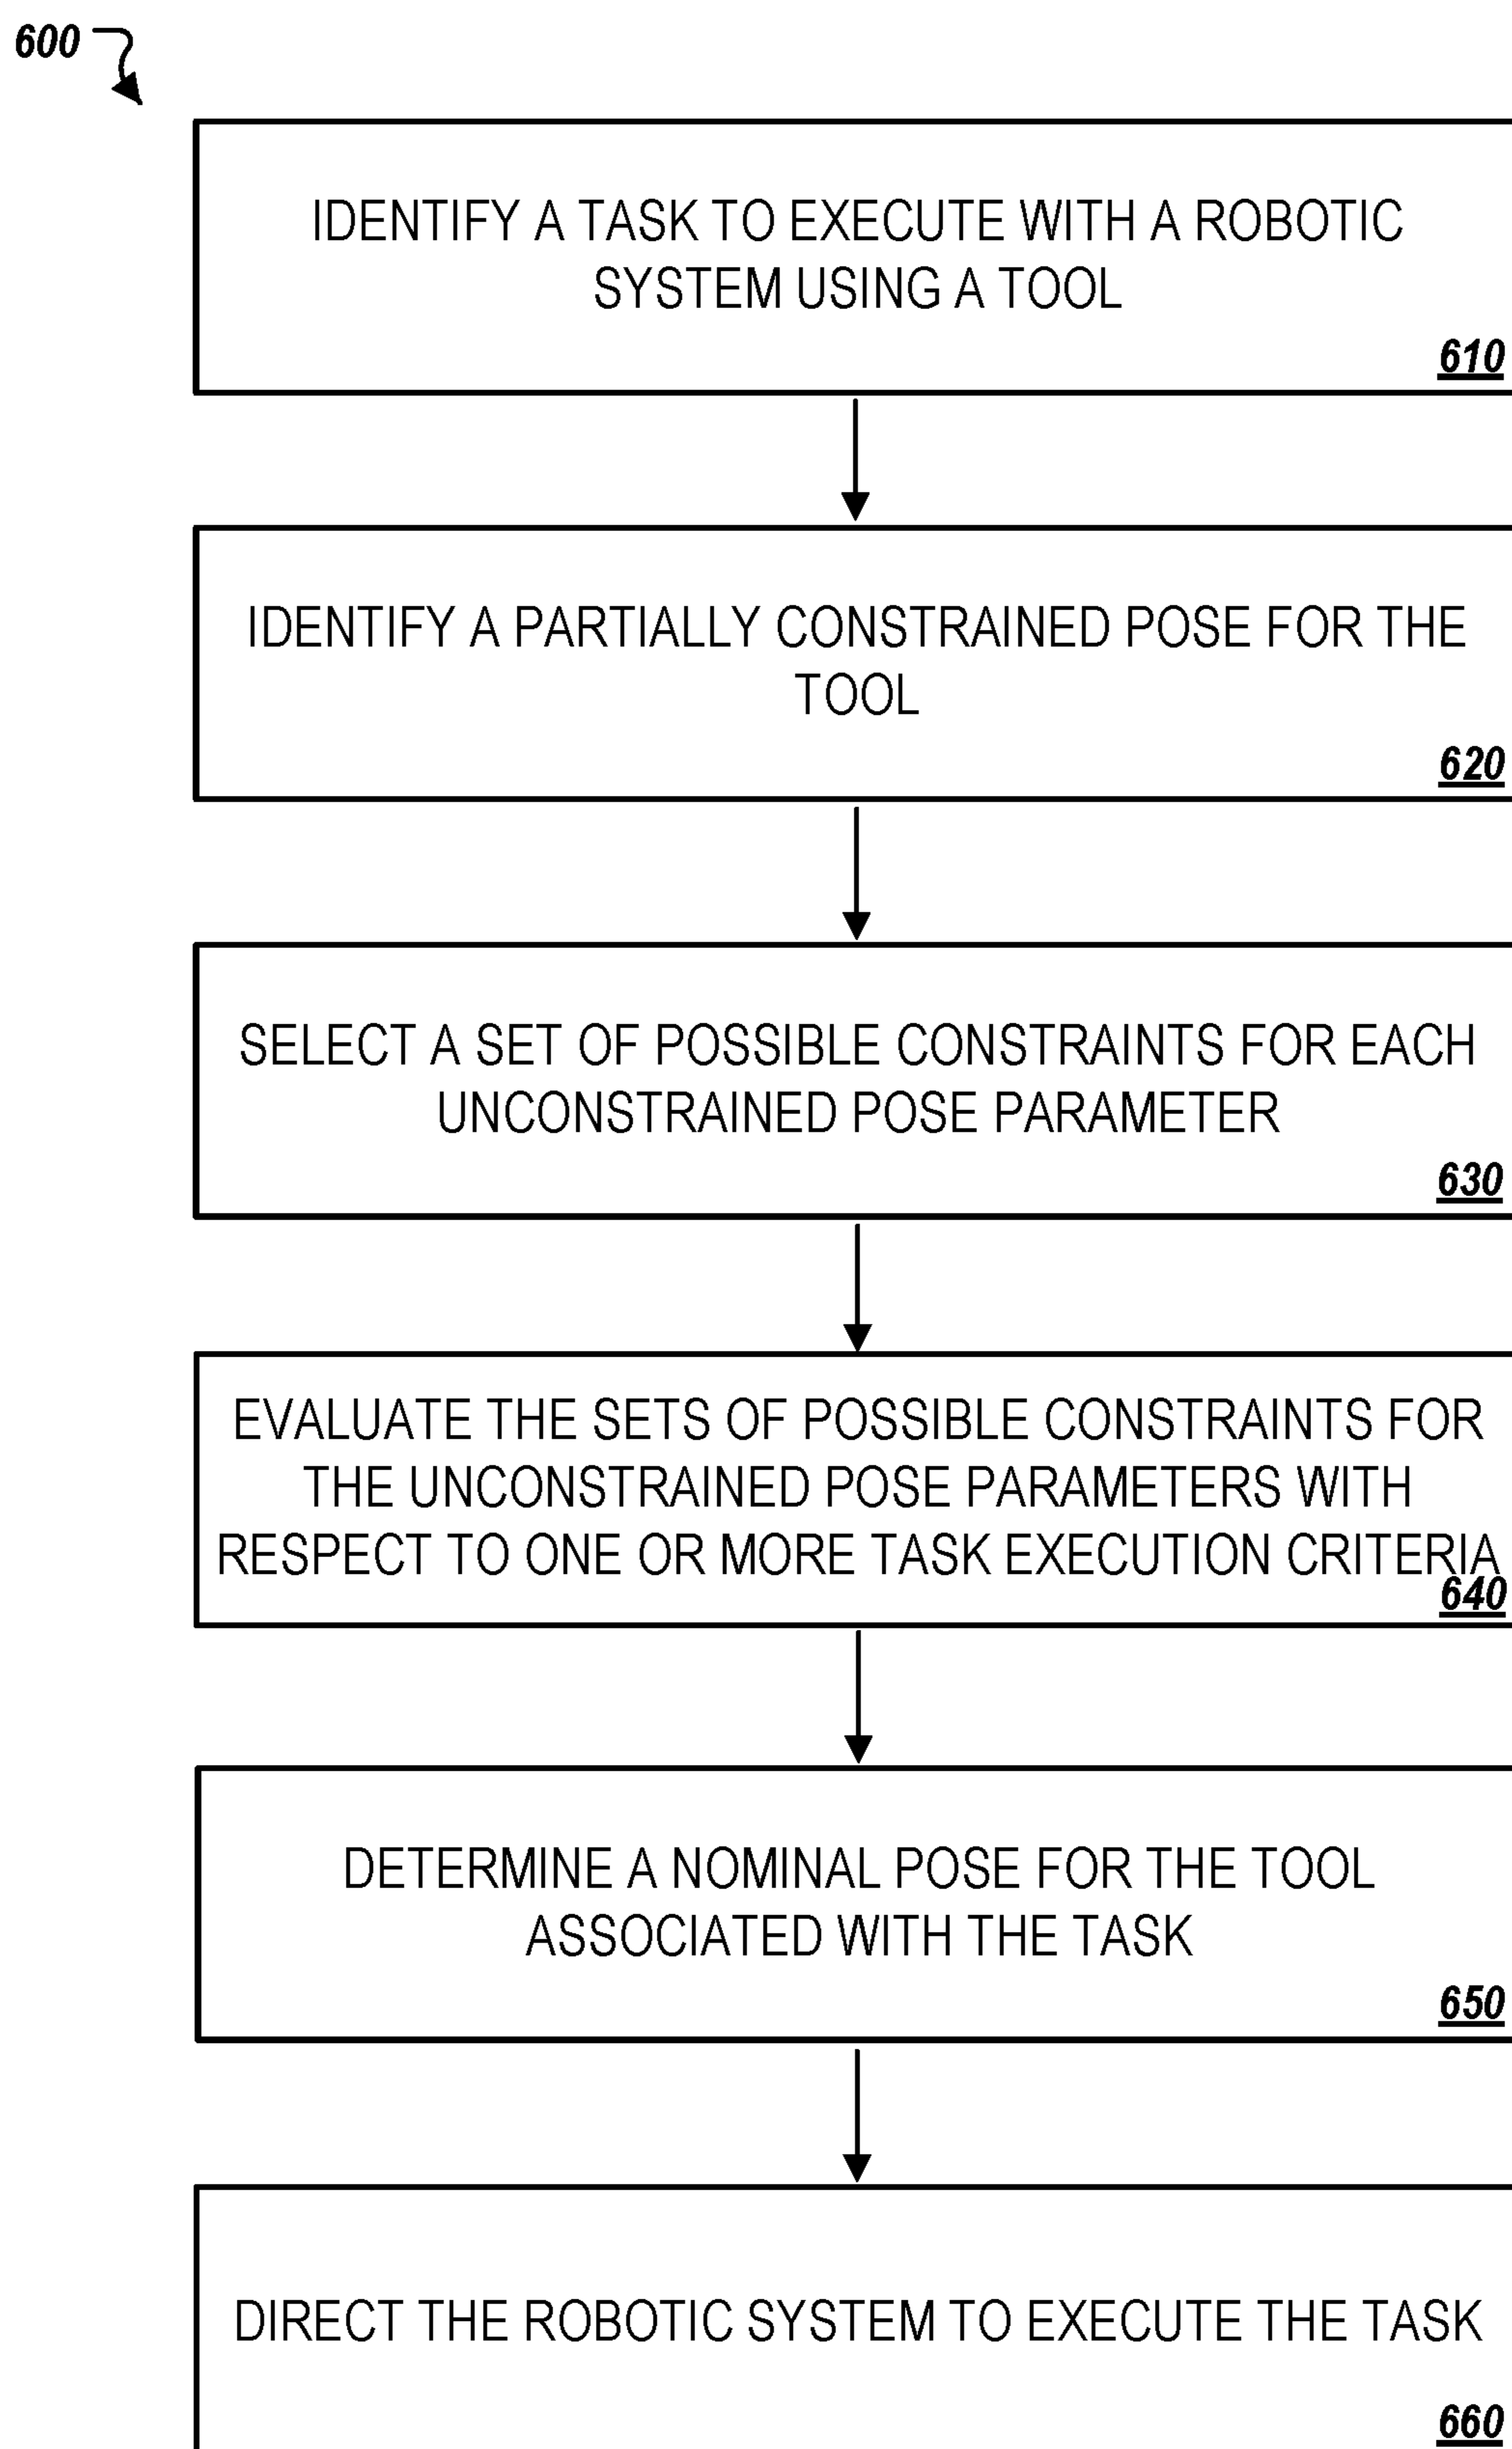 600
IDENTIFY A TASK TO EXECUTE WITH A ROBOTIC
SYSTEM USING A TOOL
610
IDENTIFY A PARTIALLY CONSTRAINED POSE FOR THE
TOOL
620
SELECT A SET OF POSSIBLE CONSTRAINTS FOR EACH
UNCONSTRAINED POSE PARAMETER
630
EVALUATE THE SETS OF POSSIBLE CONSTRAINTS FOR
THE UNCONSTRAINED POSE PARAMETERS WITH
RESPECT TO ONE OR MORE TASK EXECUTION CRITERIA
640
DETERMINE A NOMINAL POSE FOR THE TOOL
ASSOCIATED WITH THE TASK
650
DIRECT THE ROBOTIC SYSTEM TO EXECUTE THE TASK
660